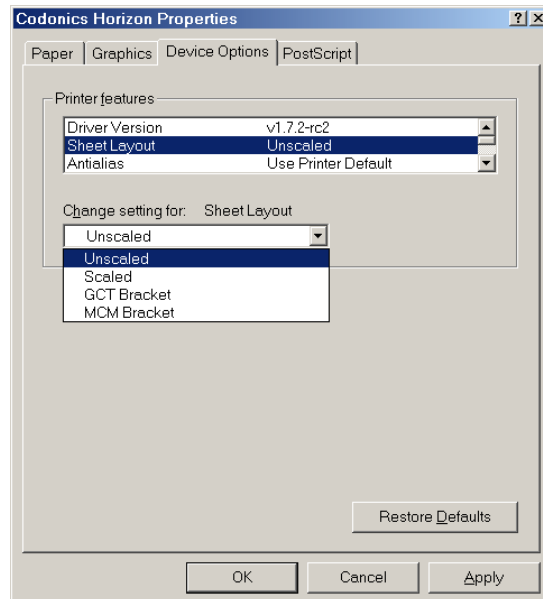 Codonics Horizon Properties
Paper Graphics Device Options PostScript
Printer features
Driver Version v1.7.2-rc2
Sheet Layout Unscaled
Antialias Use Printer Default
Change setting for: Sheet Layout
Unscaled
Unscaled
Scaled
GCT Bracket
MCM Bracket
Restore Defaults
OK Cancel Apply